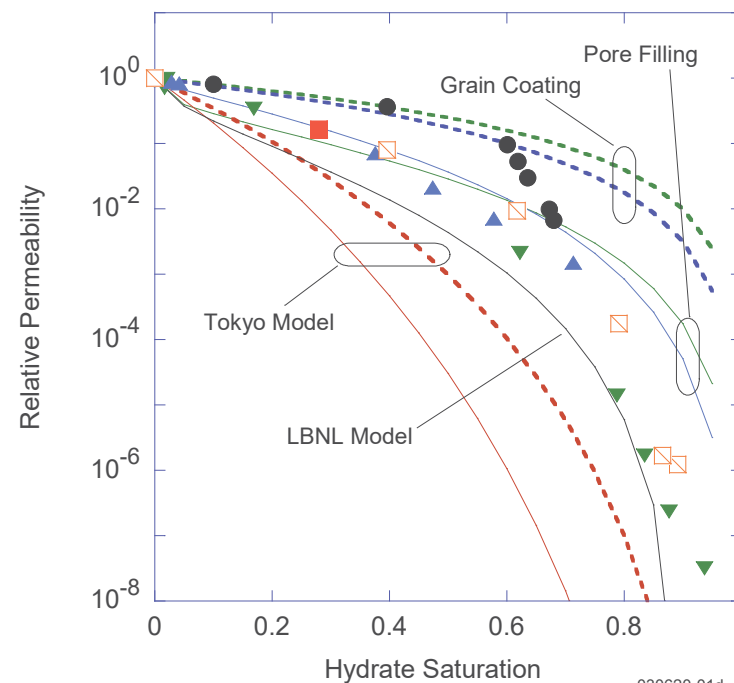 Pore Filling
Grain Coating
10^0
10^-2
10^-4
10^-6
10^-8
Relative Permeability
Tokyo Model
LBNL Model
0 0.2 0.4 0.6 0.8
Hydrate Saturation